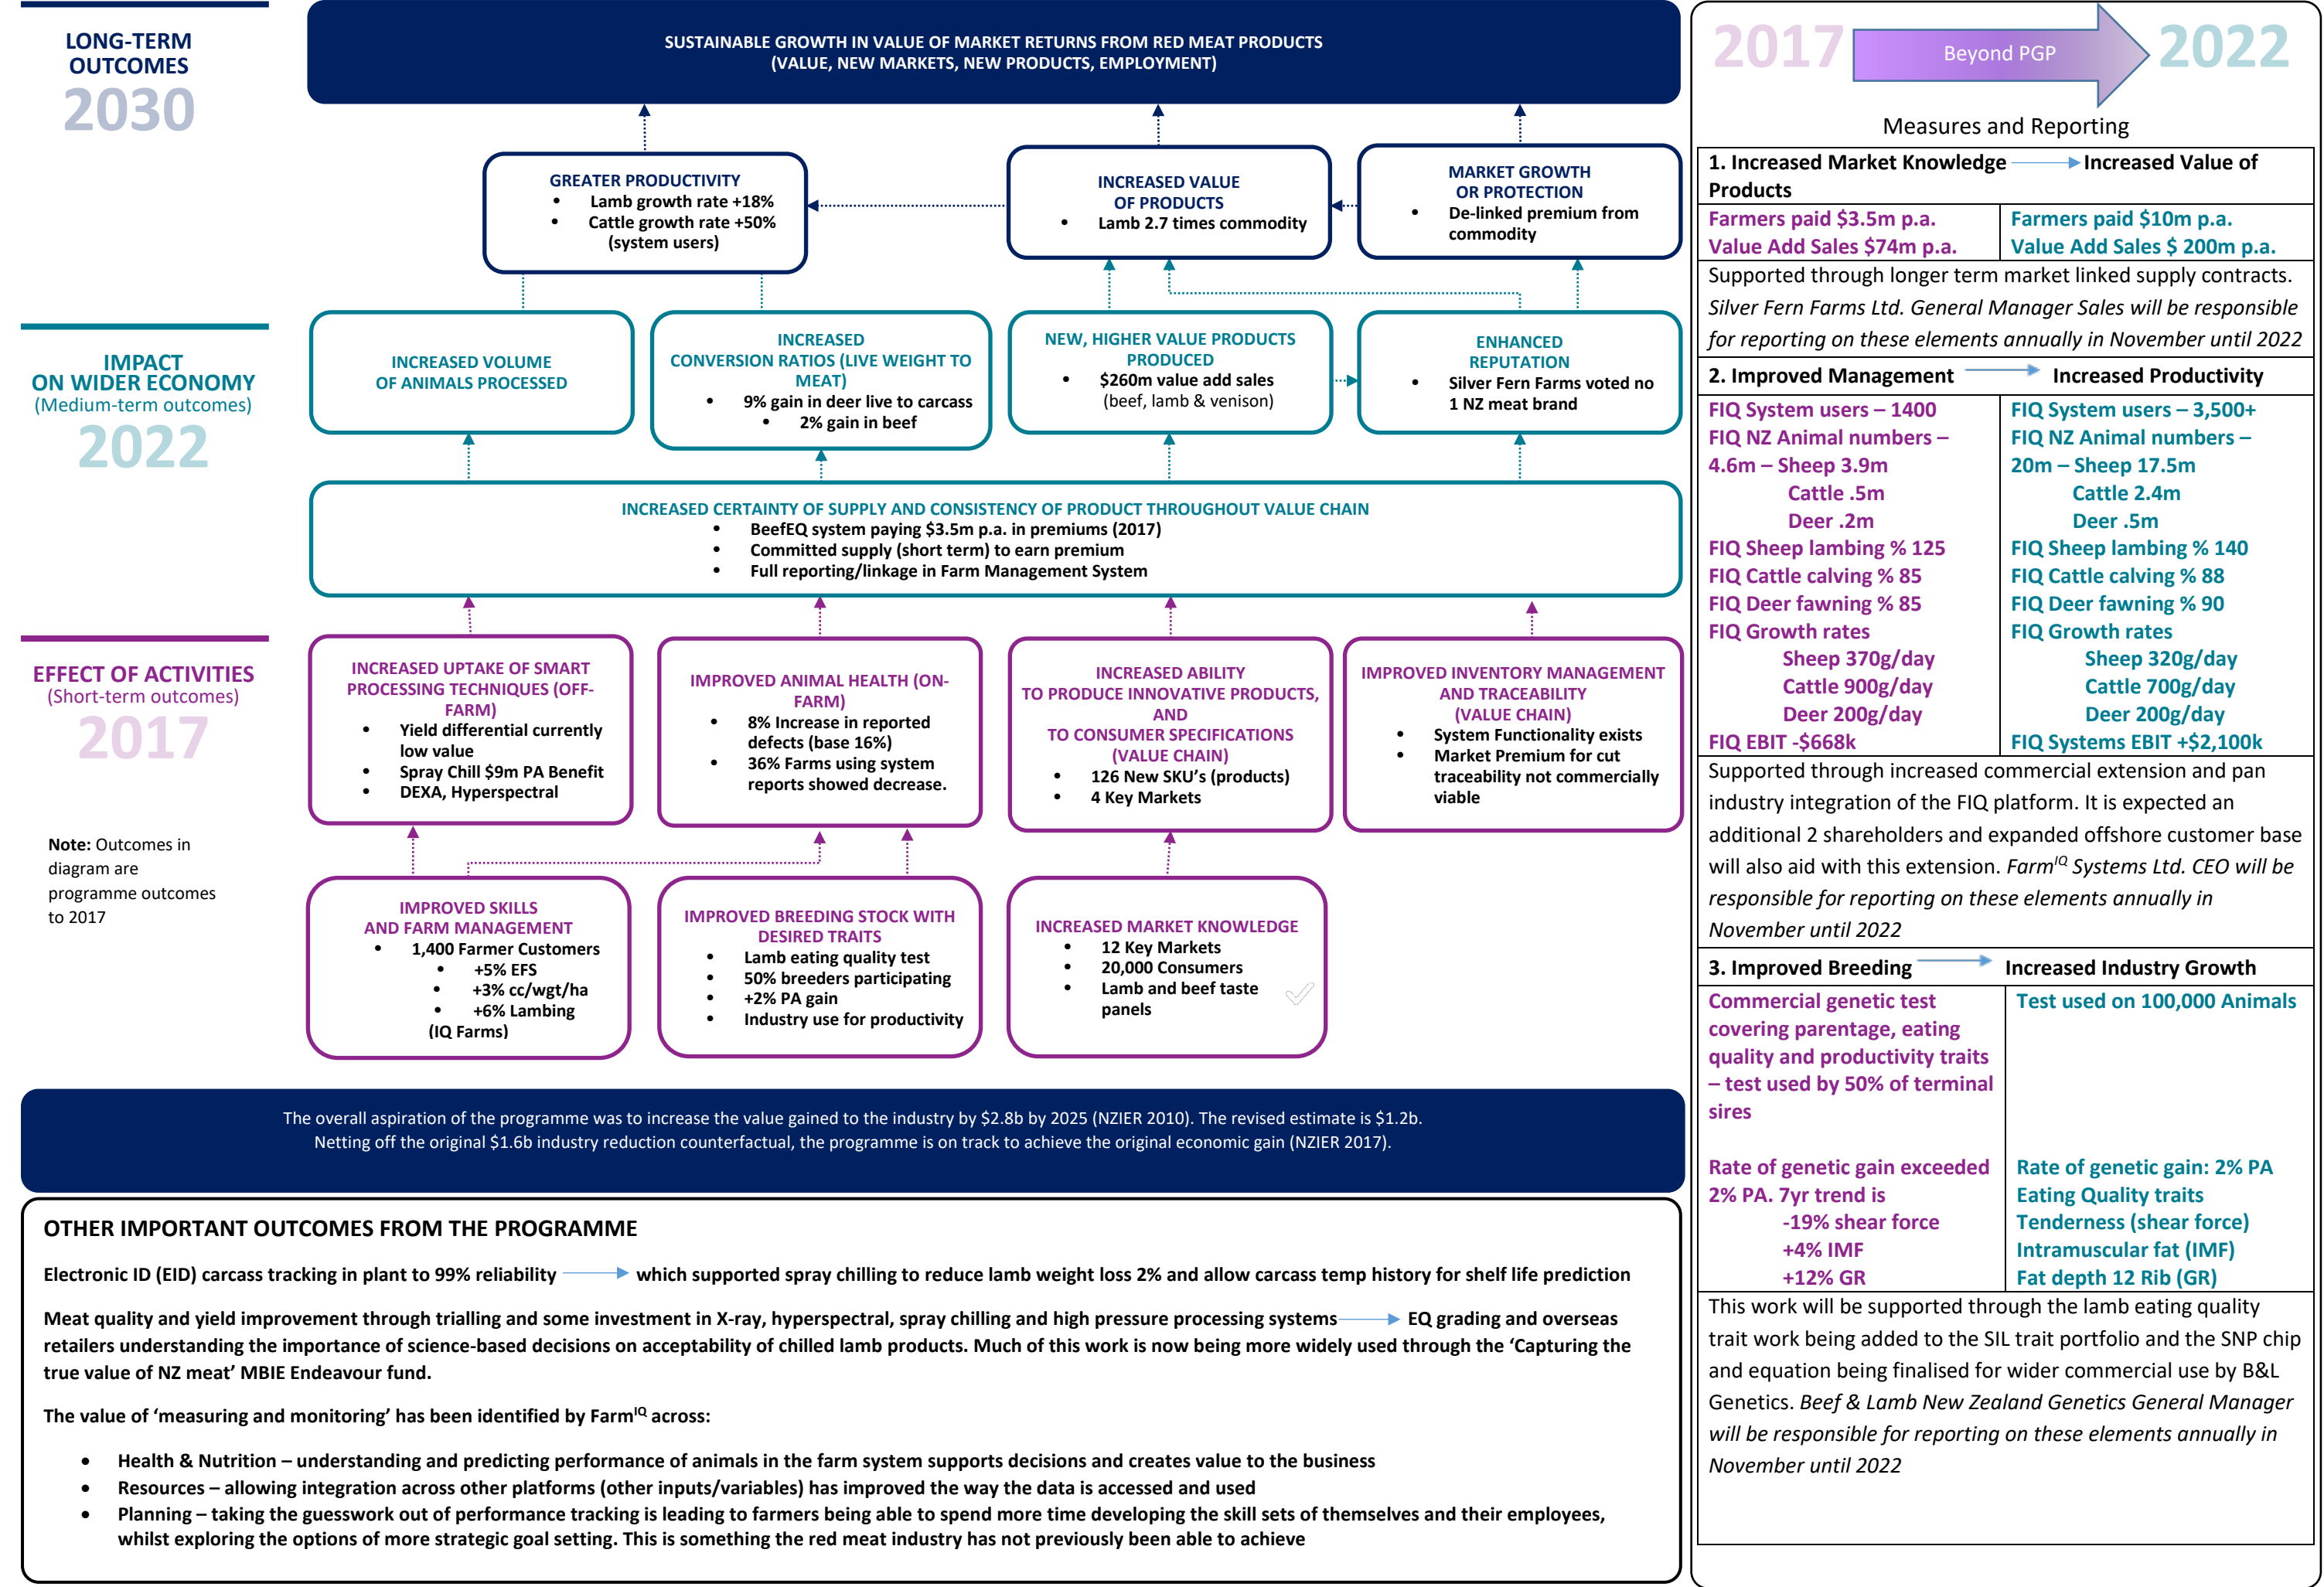 LONG-TERM
OUTCOMES
2030
SUSTAINABLE GROWTH IN VALUE OF MARKET RETURNS FROM RED MEAT PRODUCTS
(VALUE, NEW MARKETS, NEW PRODUCTS, EMPLOYMENT)
GREATER PRODUCTIVITY
• Lamb growth rate +18%
• Cattle growth rate +50%
(system users)
INCREASED VALUE
OF PRODUCTS
• Lamb 2.7 times commodity
MARKET GROWTH
OR PROTECTION
• De-linked premium from
commodity
IMPACT
ON WIDER ECONOMY
(Medium-term outcomes)
2022
INCREASED VOLUME
OF ANIMALS PROCESSED
INCREASED
CONVERSION RATIOS (LIVE WEIGHT TO
MEAT)
• 9% gain in deer live to carcass
• 2% gain in beef
NEW, HIGHER VALUE PRODUCTS
PRODUCED
• $260m value add sales
(beef, lamb & venison)
ENHANCED
REPUTATION
• Silver Fern Farms voted no
1 NZ meat brand
INCREASED CERTAINTY OF SUPPLY AND CONSISTENCY OF PRODUCT THROUGHOUT VALUE CHAIN
• BeefEQ system paying $3.5m p.a. in premiums (2017)
• Committed supply (short term) to earn premium
• Full reporting/linkage in Farm Management System
EFFECT OF ACTIVITIES
(Short-term outcomes)
2017
Note: Outcomes in
diagram are
programme outcomes
to 2017
INCREASED UPTAKE OF SMART
PROCESSING TECHNIQUES (OFF-
FARM)
• Yield differential currently
low value
• Spray Chill $9m PA Benefit
• DEXA, Hyperspectral
IMPROVED ANIMAL HEALTH (ON-
FARM)
• 8% Increase in reported
defects (base 16%)
• 36% Farms using system
reports showed decrease.
INCREASED ABILITY
TO PRODUCE INNOVATIVE PRODUCTS,
AND
TO CONSUMER SPECIFICATIONS
(VALUE CHAIN)
• 126 New SKU's (products)
• 4 Key Markets
IMPROVED INVENTORY MANAGEMENT
AND TRACEABILITY
(VALUE CHAIN)
• System Functionality exists
• Market Premium for cut
traceability not commercially
viable
IMPROVED SKILLS
AND FARM MANAGEMENT
• 1,400 Farmer Customers
• +5% EFS
• +3% cc/wgt/ha
• +6% Lambing
(IQ Farms)
IMPROVED BREEDING STOCK WITH
DESIRED TRAITS
• Lamb eating quality test
• 50% breeders participating
• +2% PA gain
• Industry use for productivity
INCREASED MARKET KNOWLEDGE
• 12 Key Markets
• 20,000 Consumers
• Lamb and beef taste
panels
The overall aspiration of the programme was to increase the value gained to the industry by $2.8b by 2025 (NZIER 2010). The revised estimate is $1.2b.
Netting off the original $1.6b industry reduction counterfactual, the programme is on track to achieve the original economic gain (NZIER 2017).
OTHER IMPORTANT OUTCOMES FROM THE PROGRAMME
Electronic ID (EID) carcass tracking in plant to 99% reliability which supported spray chilling to reduce lamb weight loss 2% and allow carcass temp history for shelf life prediction
Meat quality and yield improvement through trialling and some investment in X-ray, hyperspectral, spray chilling and high pressure processing systems EQ grading and overseas
retailers understanding the importance of science-based decisions on acceptability of chilled lamb products. Much of this work is now being more widely used through the ‘Capturing the
true value of NZ meat’ MBIE Endeavour fund.
The value of ‘measuring and monitoring’ has been identified by FarmIQ across:
• Health & Nutrition – understanding and predicting performance of animals in the farm system supports decisions and creates value to the business
• Resources – allowing integration across other platforms (other inputs/variables) has improved the way the data is accessed and used
• Planning – taking the guesswork out of performance tracking is leading to farmers being able to spend more time developing the skill sets of themselves and their employees,
whilst exploring the options of more strategic goal setting. This is something the red meat industry has not previously been able to achieve
2017 Beyond PGP 2022
Measures and Reporting
1. Increased Market Knowledge Increased Value of
Products
Farmers paid $3.5m p.a.
Value Add Sales $74m p.a.
Farmers paid $10m p.a.
Value Add Sales $ 200m p.a.
Supported through longer term market linked supply contracts.
Silver Fern Farms Ltd. General Manager Sales will be responsible
for reporting on these elements annually in November until 2022
2. Improved Management Increased Productivity
FIQ System users – 1400
FIQ NZ Animal numbers –
4.6m – Sheep 3.9m
Cattle .5m
Deer .2m
FIQ Sheep lambing % 125
FIQ Cattle calving % 85
FIQ Deer fawning % 85
FIQ Growth rates
Sheep 370g/day
Cattle 900g/day
Deer 200g/day
FIQ EBIT -$668k
FIQ System users – 3,500+
FIQ NZ Animal numbers –
20m – Sheep 17.5m
Cattle 2.4m
Deer .5m
FIQ Sheep lambing % 140
FIQ Cattle calving % 88
FIQ Deer fawning % 90
FIQ Growth rates
Sheep 320g/day
Cattle 700g/day
Deer 200g/day
FIQ Systems EBIT +$2,100k
Supported through increased commercial extension and pan
industry integration of the FIQ platform. It is expected an
additional 2 shareholders and expanded offshore customer base
will also aid with this extension. FarmIQ Systems Ltd. CEO will be
responsible for reporting on these elements annually in
November until 2022
3. Improved Breeding Increased Industry Growth
Commercial genetic test
covering parentage, eating
quality and productivity traits
– test used by 50% of terminal
sires
Rate of genetic gain exceeded
2% PA. 7yr trend is
-19% shear force
+4% IMF
+12% GR
Test used on 100,000 Animals
Rate of genetic gain: 2% PA
Eating Quality traits
Tenderness (shear force)
Intramuscular fat (IMF)
Fat depth 12 Rib (GR)
This work will be supported through the lamb eating quality
trait work being added to the SIL trait portfolio and the SNP chip
and equation being finalised for wider commercial use by B&L
Genetics. Beef & Lamb New Zealand Genetics General Manager
will be responsible for reporting on these elements annually in
November until 2022